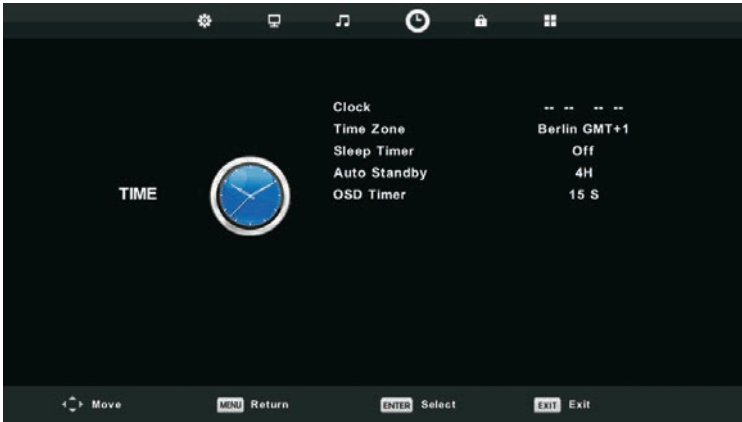 Clock -- -- -- --
Time Zone Berlin GMT+1
Sleep Timer Off
Auto Standby 4H
TIME
OSD Timer 15 S
Move MENU Return ENTER Select EXIT Exit